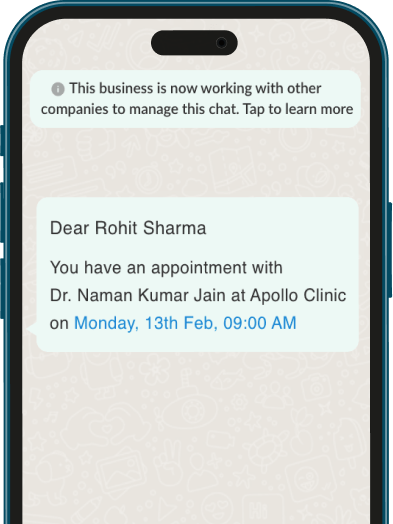 This business is now working with other
companies to manage this chat. Tap to learn more
Dear Rohit Sharma
You have an appointment with
Dr. Naman Kumar Jain at Apollo Clinic
on Monday, 13th Feb, 09:00 AM